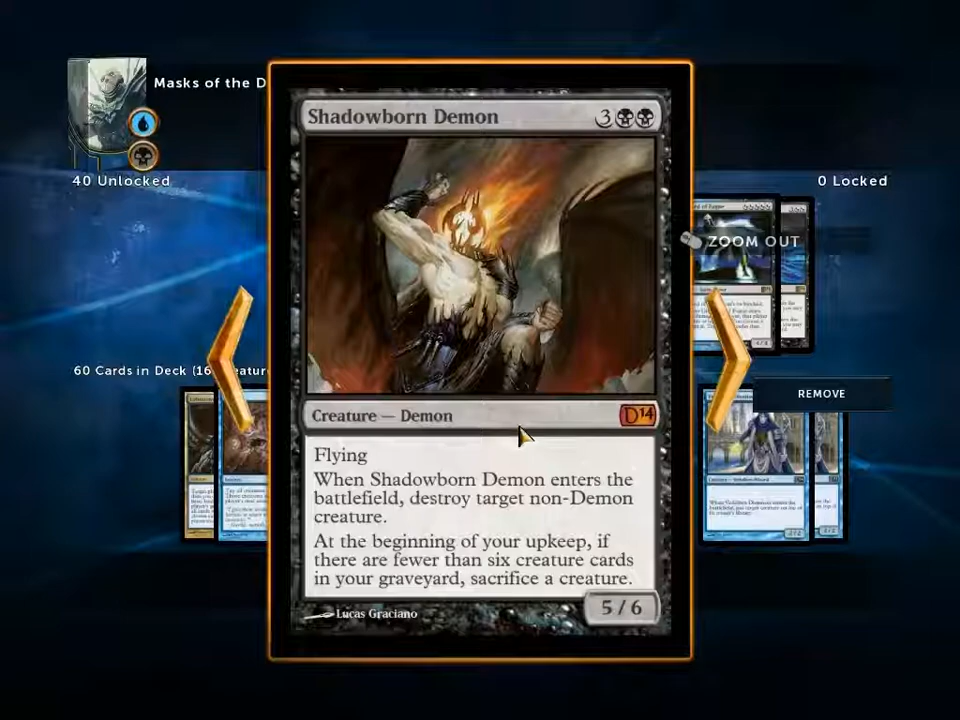 Masks of the D
40 Unlocked
0 Locked
Shadowborn Demon
3
ZOOM OUT
60 Cards in Deck (16
REMOVE
Creature — Demon
D14
Flying
When Shadowborn Demon enters the
battlefield, destroy target non-Demon
creature.
At the beginning of your upkeep, if
there are fewer than six creature cards
in your graveyard, sacrifice a creature.
Lucas Graciano
5/6